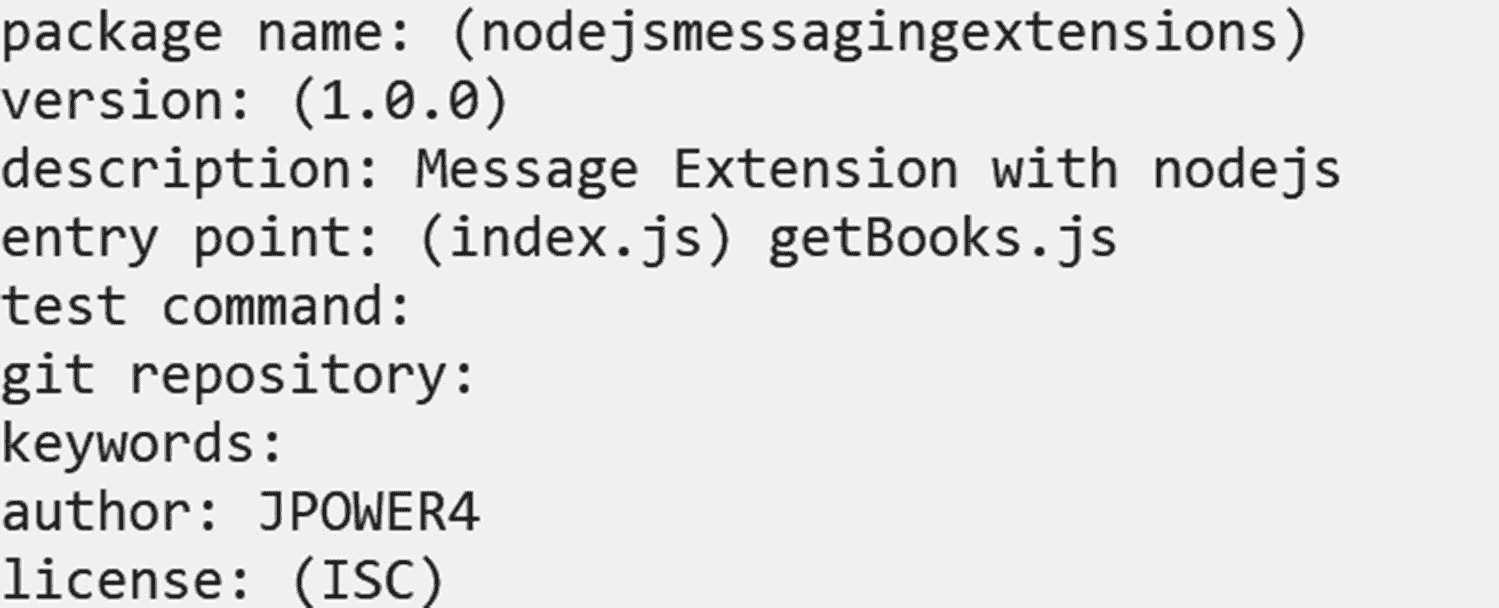 package name: (nodejsmessagingextensions)
version: (1.0.0)
description: Message Extension with nodejs
entry point: (index.js) getBooks.js
test command:
git repository:
keywords:
author: JPOWER4
license: (ISC)